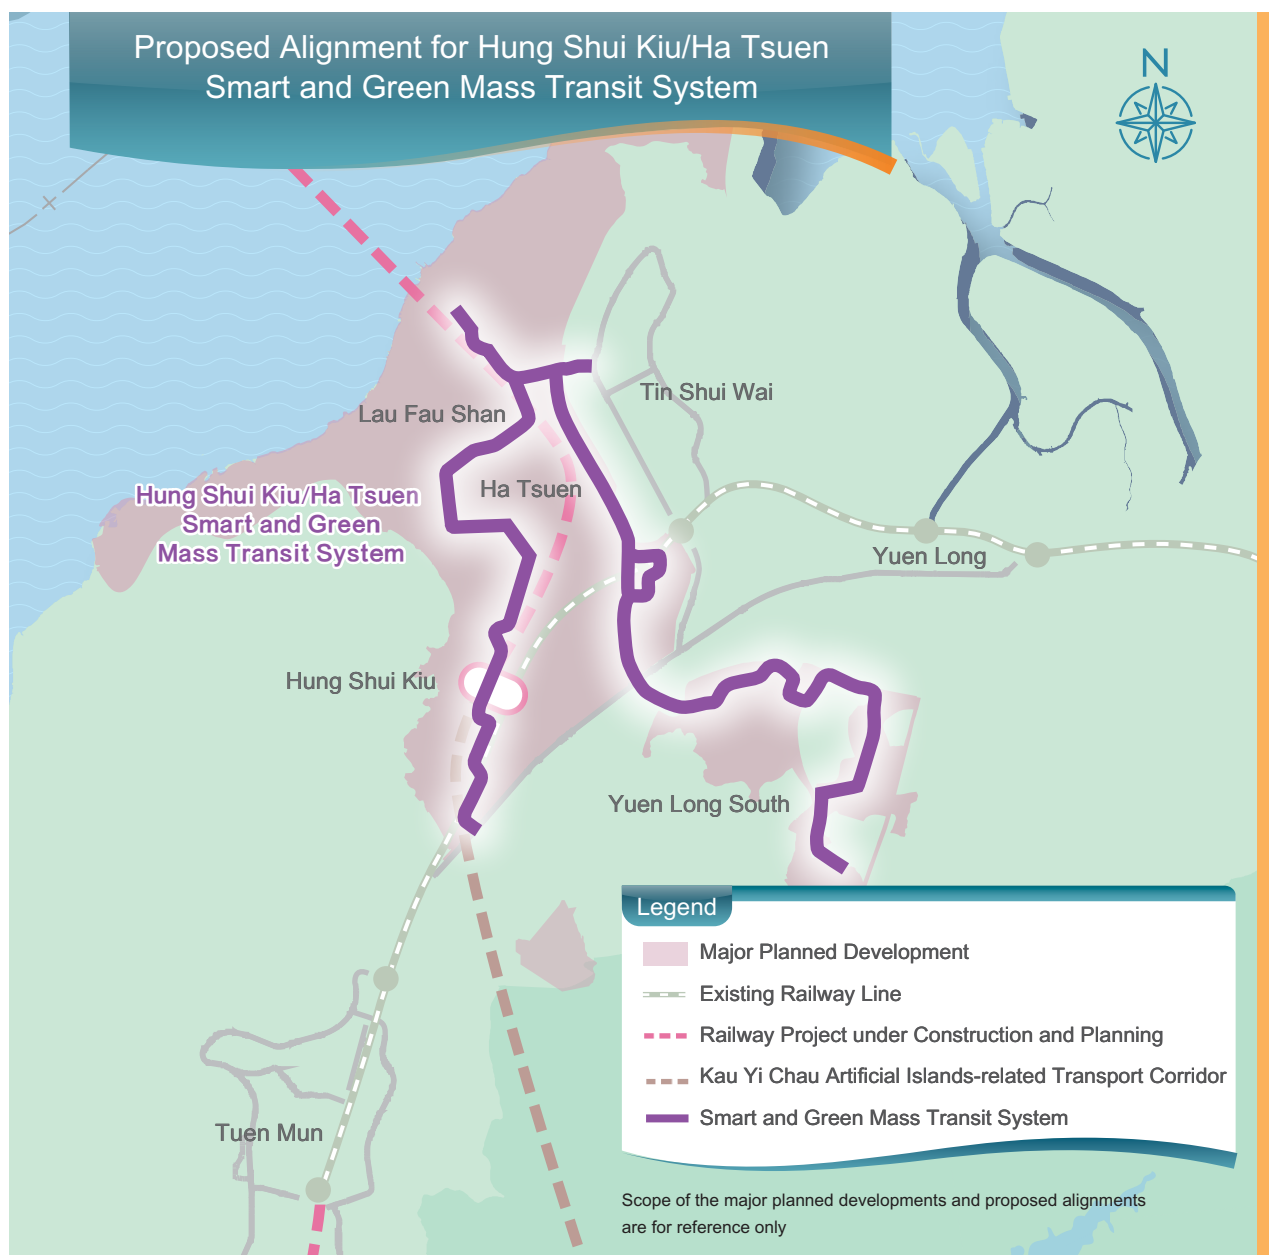 Proposed Alignment for Hung Shui Kiu/Ha Tsuen
Smart and Green Mass Transit System
N
Tin Shui Wai
Lau Fau Shan
Ha Tsuen
Hung Shui Kiu/Ha Tsuen
Smart and Green
Mass Transit System
Yuen Long
Hung Shui Kiu
Yuen Long South
Legend
Major Planned Development
Existing Railway Line
Railway Project under Construction and Planning
Kau Yi Chau Artificial Islands-related Transport Corridor
Smart and Green Mass Transit System
Tuen Mun
Scope of the major planned developments and proposed alignments
are for reference only